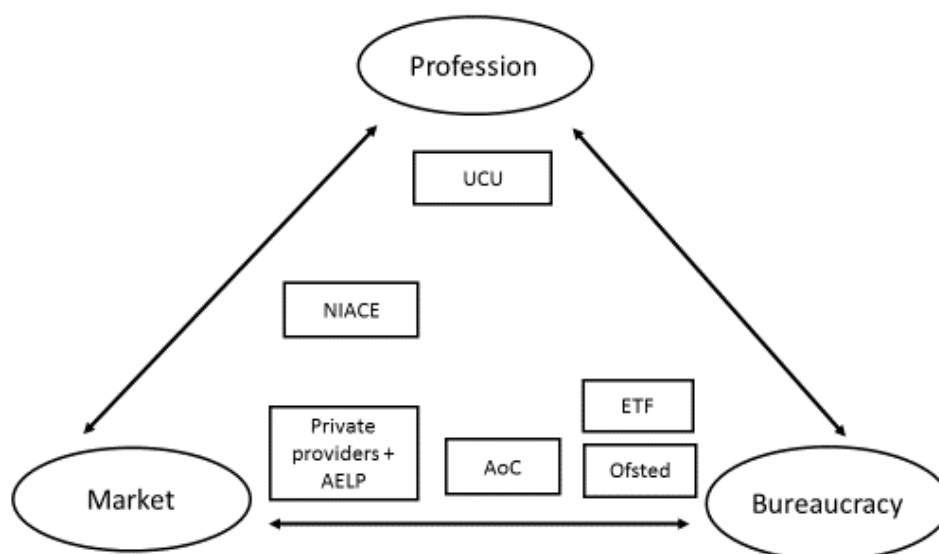 Profession
UCU
NIACE
ETF
Private
providers +
AELP
AoC
Ofsted
Market
Bureaucracy